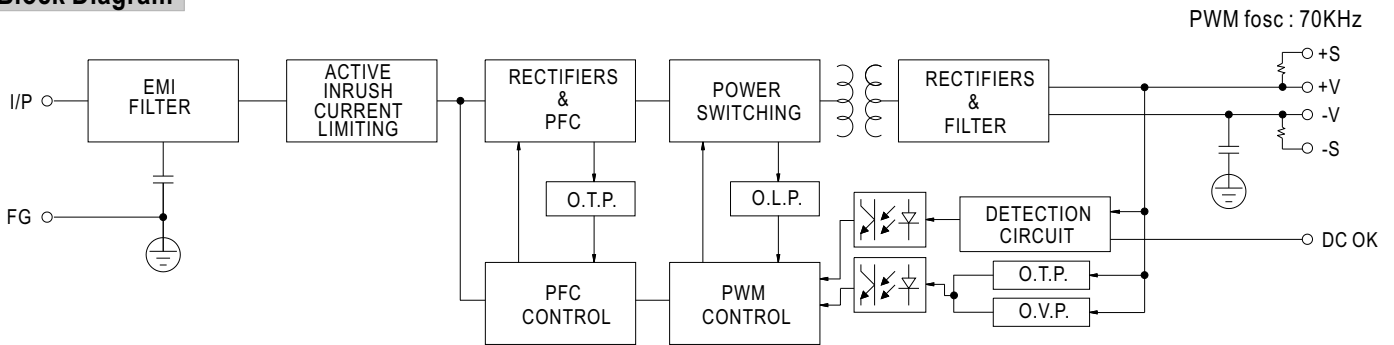 Block Diagram
PWM fosc : 70KHz
I/P
EMI
FILTER
ACTIVE
INRUSH
CURRENT
LIMITING
RECTIFIERS
&
PFC
POWER
SWITCHING
RECTIFIERS
&
FILTER
+S
+V
-V
-S
O.T.P.
O.L.P.
FG
DETECTION
CIRCUIT
DC OK
PFC
CONTROL
PWM
CONTROL
O.T.P.
O.V.P.